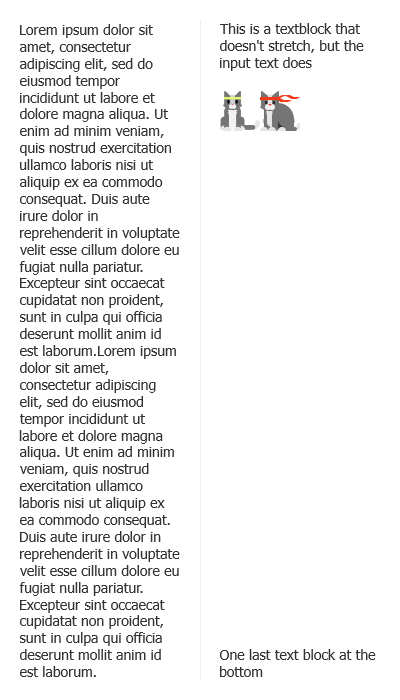 Lorem ipsum dolor sit
amet, consectetur
adipiscing elit, sed do
eiusmod tempor
incididunt ut labore et
dolore magna aliqua. Ut
enim ad minim veniam,
quis nostrud exercitation
ullamco laboris nisi ut
aliquip ex ea commodo
consequat. Duis aute
irure dolor in
reprehenderit in voluptate
velit esse cillum dolore eu
fugiat nulla pariatur.
Excepteur sint occaecat
cupidatat non proident,
sunt in culpa qui officia
deserunt mollit anim id
est laborum.Lorem ipsum
dolor sit amet,
consectetur adipiscing
elit, sed do eiusmod
tempor incididunt ut
labore et dolore magna
aliqua. Ut enim ad minim
veniam, quis nostrud
exercitation ullamco
laboris nisi ut aliquip ex
ea commodo consequat.
Duis aute irure dolor in
reprehenderit in voluptate
velit esse cillum dolore eu
fugiat nulla pariatur.
Excepteur sint occaecat
cupidatat non proident,
sunt in culpa qui officia
deserunt mollit anim id
est laborum.
This is a textblock that
doesn't stretch, but the
input text does
One last text block at the
bottom